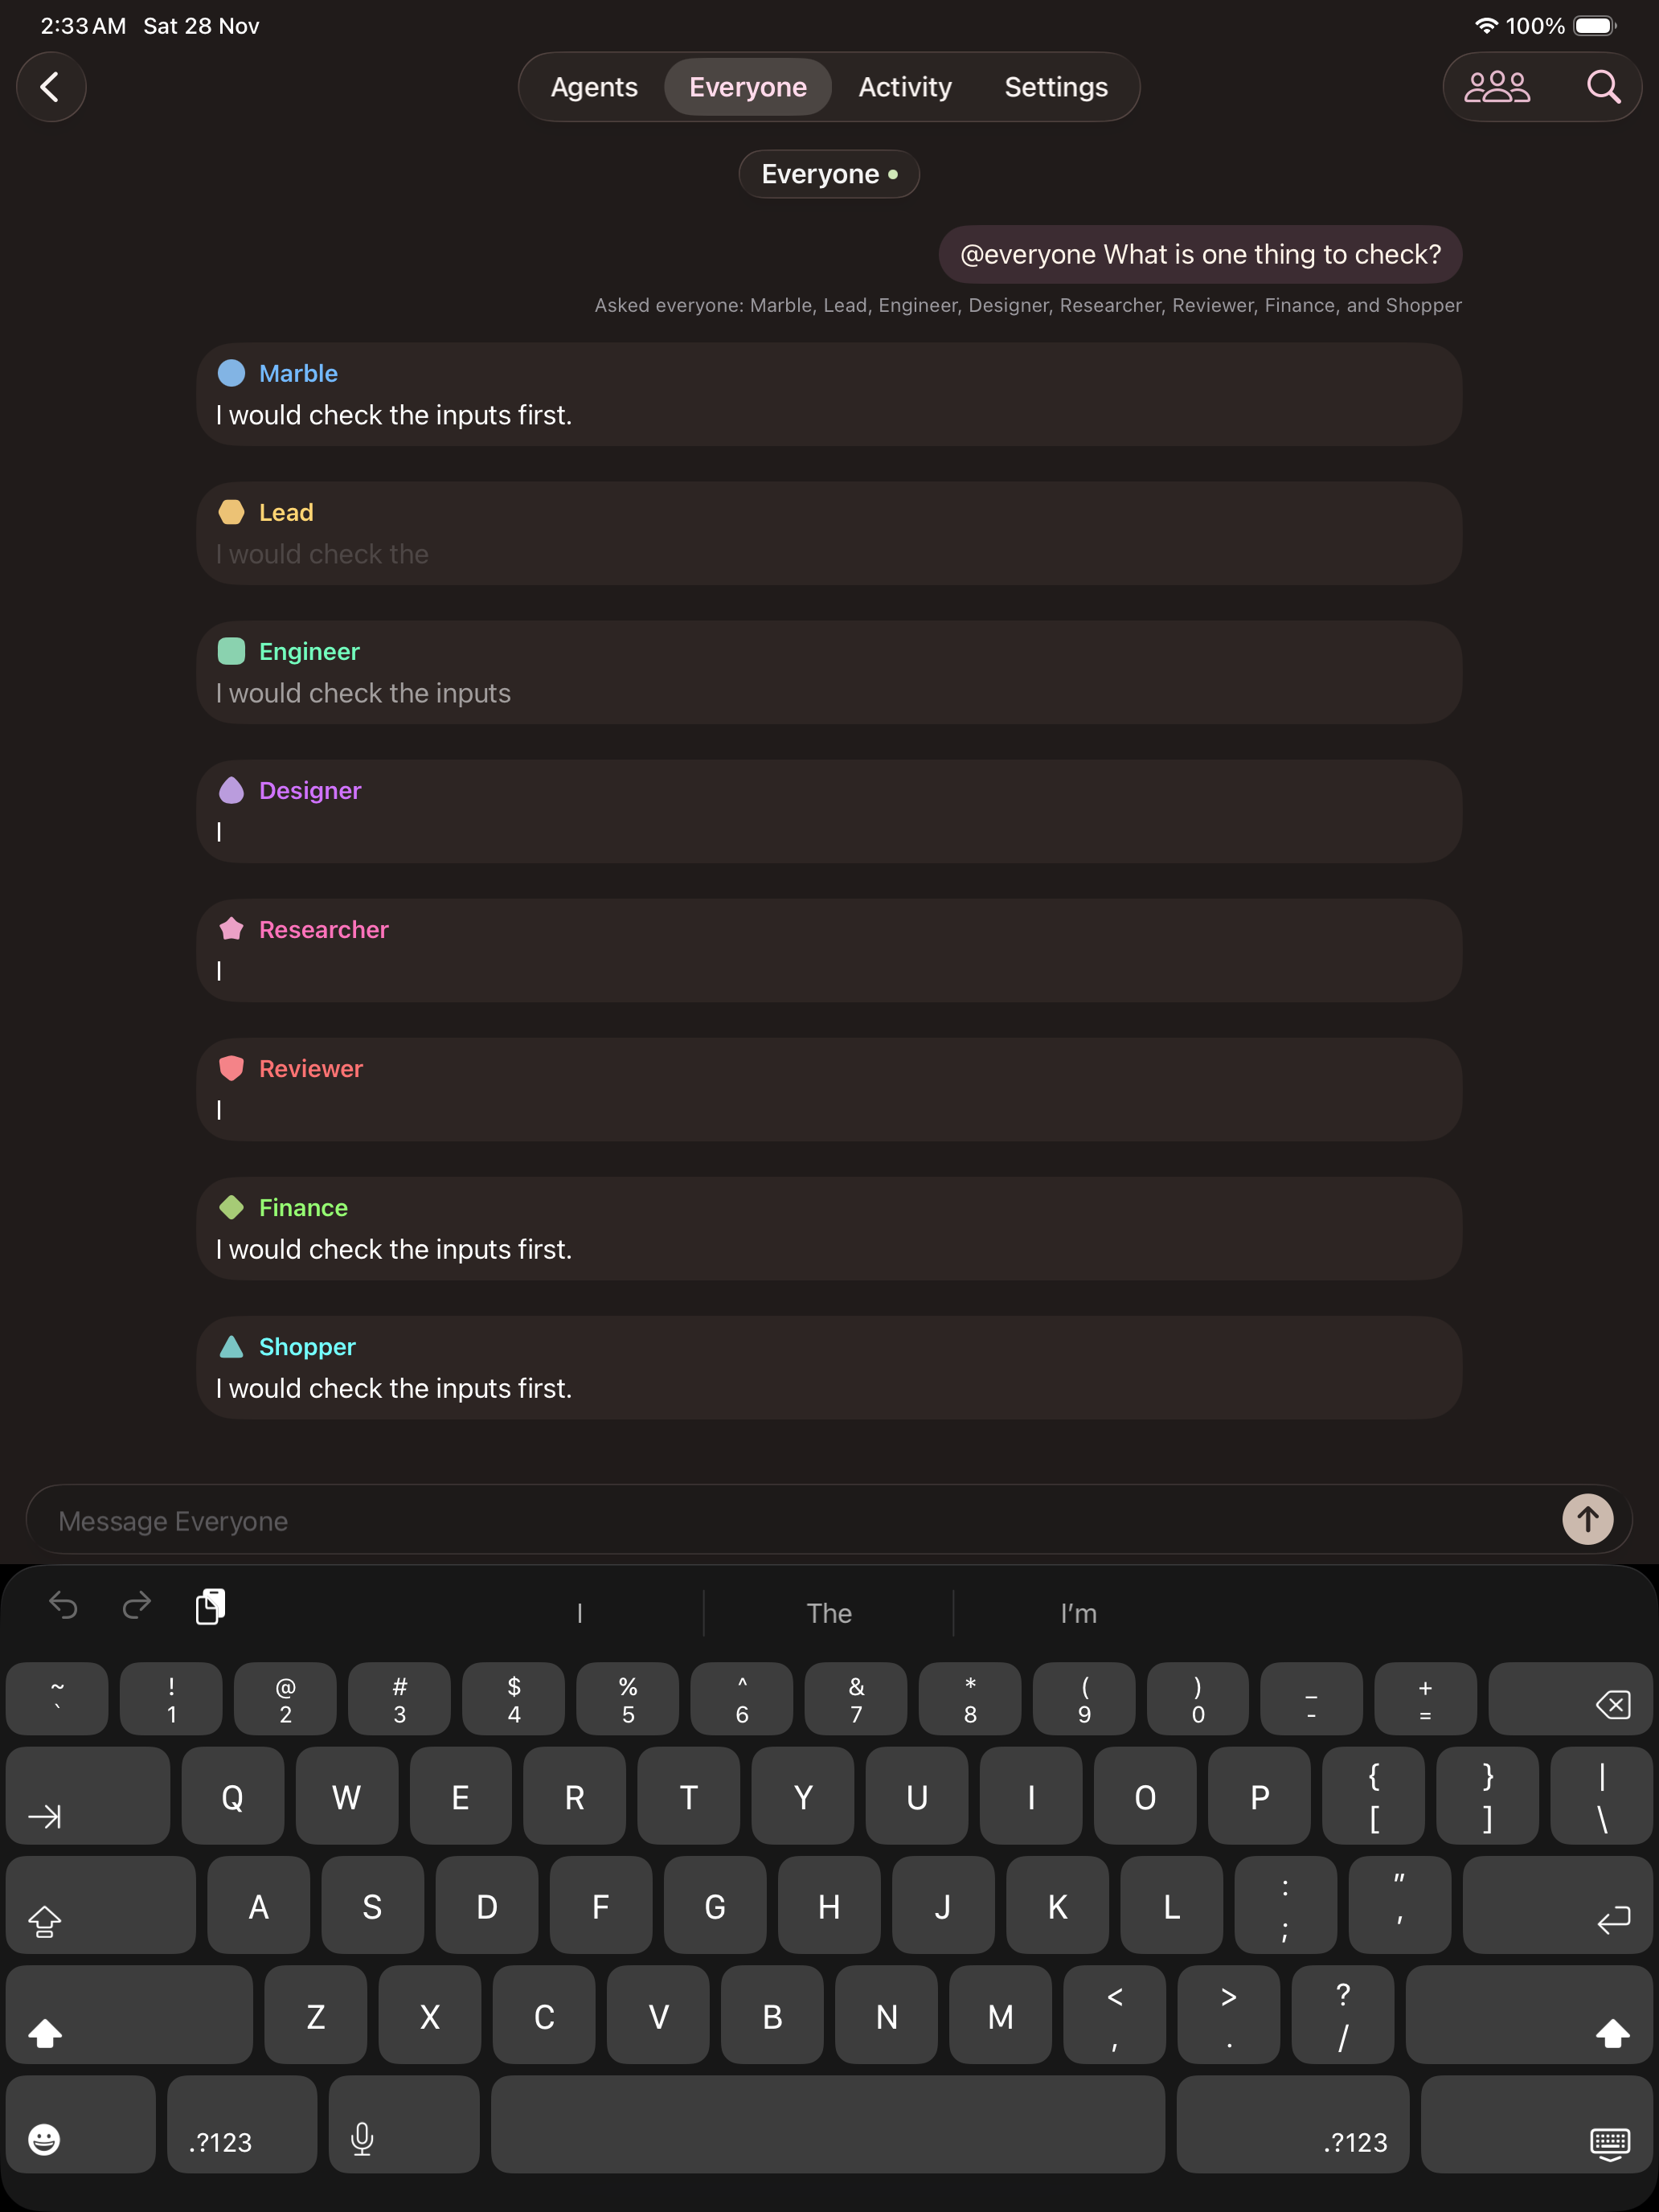 2:33 AM Sat 28 Nov 100%
Agents Everyone Activity Settings
Everyone
@everyone What is one thing to check?
Asked everyone: Marble, Lead, Engineer, Designer, Researcher, Reviewer, Finance, and Shopper
Marble
I would check the inputs first.
Lead
I would check the
Engineer
I would check the inputs
Designer
I
Researcher
I
Reviewer
I
Finance
I would check the inputs first.
Shopper
I would check the inputs first.
Message Everyone
I The I’m
~ ! @ # $ % ^ & * ( ) _ +
` 1 2 3 4 5 6 7 8 9 0 - =
Q W E R T Y U I O P { } |
[ ] \
A S D F G H J K L : "
; '
Z X C V B N M < > ?
, . /
.?123 .?123